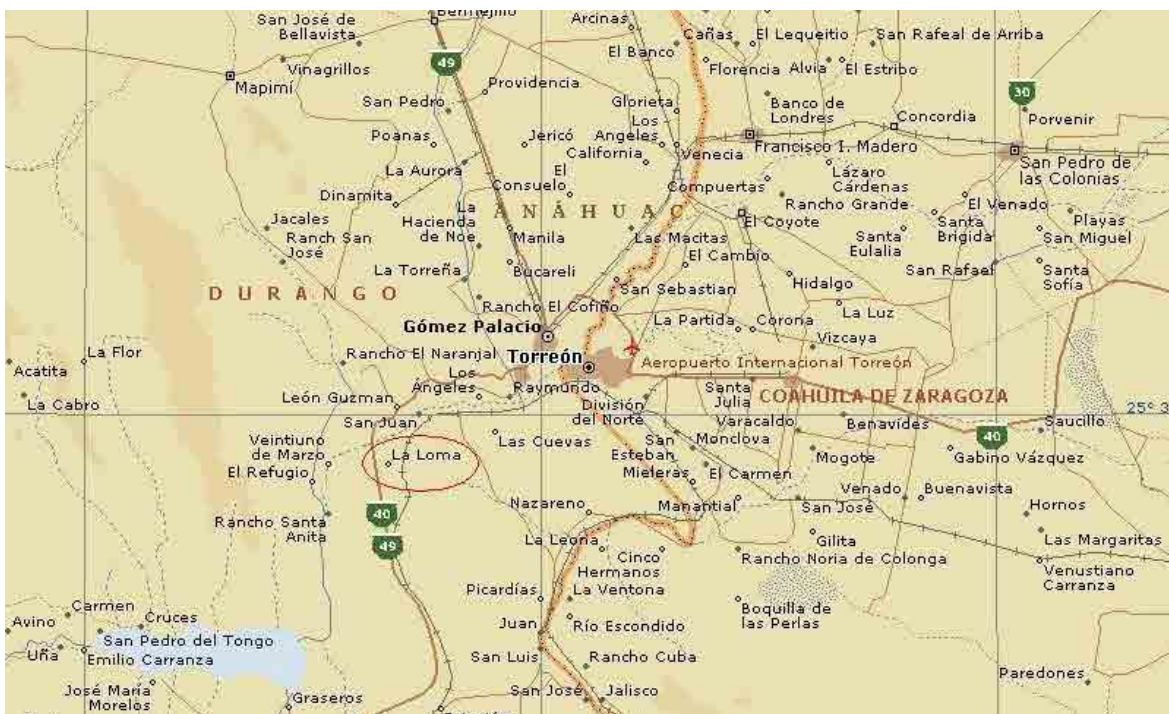 Bermejillo
Arcinas
San José de
Bellavista
Cañas
El Lequeitio
San Rafeal de Arriba
El Banco
49
Vinagrillos
Florencia
Alvia
El Estribo
Mapimí
Providencia
30
San Pedro
Glorieta
Banco de
Londres
Concordia
Porvenir
Poanas
Jericó
Los
Angeles
California
Venecia
Francisco I. Madero
San Pedro de
las Colonias
La Aurora
El
Consuelo
Compuertas
Lázaro
Cárdenas
Dinamita
Rancho Grande
El Venado
La
Hacienda
de Noe
ANÁHUAC
El Coyote
Santa
Brigida
Playas
Jacales
Ranch San
José
Manila
Las Macitas
Santa
Eulalia
San Miguel
El Cambio
La Torreña
Bucareli
Hidalgo
San Rafael
Santa
Sofía
DURANGO
San Sebastian
Rancho El Cofiño
La Luz
Gómez Palacio
La Partida
Corona
Vizcaya
La Flor
Rancho El Naranjal
Torreón
Aeropuerto Internacional Torreón
Acatita
Los
Ángeles
Raymundo
Santa
Julia
COAHUILA DE ZARAGOZA
La Cabro
León Guzman
División
del Norte
25° 3
San Juan
Varacaldo
Benavides
Saucillo
Veintiuno
de Marzo
Las Cuevas
San
Esteban
Monclova
40
La Loma
El Refugio
Mieleras
El Carmen
Mogote
Gabino Vázquez
Nazareno
Manantial
Venado
Buenavista
San José
Hornos
Rancho Santa
Anita
40
49
La Leona
Cinco
Hermanos
Gilita
Las Margaritas
Rancho Noria de Colonga
Venustiano
Carranza
Picardías
La Ventona
Carmen
Cruces
Boquilla de
las Perlas
Avino
Juan
Río Escondido
San Pedro del Tongo
Uña
Emilio Carranza
San Luis
Rancho Cuba
Paredones
José María
Morelos
Graseros
San José
Jalisco